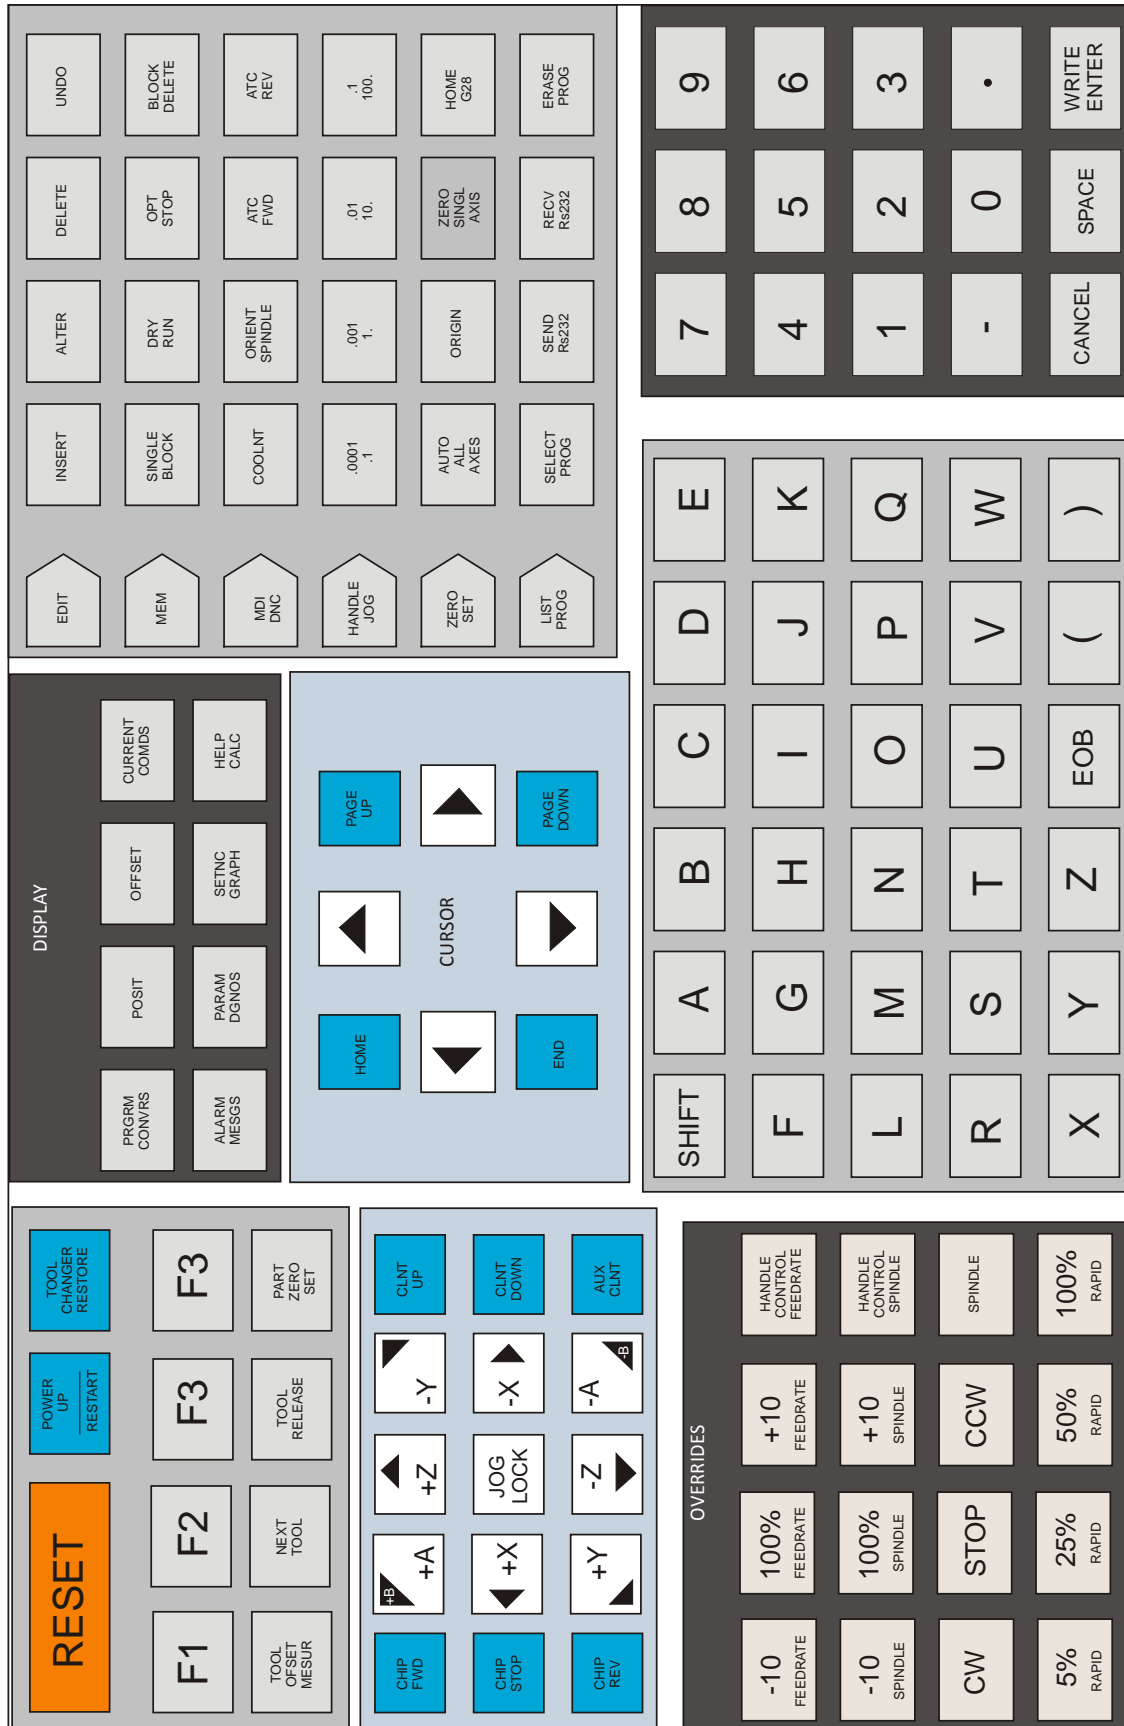 RESET
POWER
UP
RESTART
TOOL
CHANGER
RESTORE
F1
F2
F3
F3
TOOL
OFSET
MESUR
NEXT
TOOL
TOOL
RELEASE
PART
ZERO
SET
CHIP
FWD
+B
+A
+Z
-Y
CLNT
UP
CHIP
STOP
+X
JOG
LOCK
-X
CLNT
DOWN
CHIP
REV
+Y
-Z
-A
-B
AUX
CLNT
OVERRIDES
-10
FEEDRATE
100%
FEEDRATE
+10
FEEDRATE
HANDLE
CONTROL
FEEDRATE
-10
SPINDLE
100%
SPINDLE
+10
SPINDLE
HANDLE
CONTROL
SPINDLE
CW
STOP
CCW
SPINDLE
5%
RAPID
25%
RAPID
50%
RAPID
100%
RAPID
DISPLAY
PRGRM
CONVRS
POSIT
OFFSET
CURRENT
COMDS
ALARM
MESGS
PARAM
DGNOS
SETNC
GRAPH
HELP
CALC
HOME
PAGE
UP
CURSOR
END
PAGE
DOWN
SHIFT
A
B
C
D
E
F
G
H
I
J
K
L
M
N
O
P
Q
R
S
T
U
V
W
X
Y
Z
EOB
(
)
EDIT
INSERT
ALTER
DELETE
UNDO
MEM
SINGLE
BLOCK
DRY
RUN
OPT
STOP
BLOCK
DELETE
MDI
DNC
COOLNT
ORIENT
SPINDLE
ATC
FWD
ATC
REV
HANDLE
JOG
.0001
.1
.001
1.
.01
10.
.1
100.
ZERO
SET
AUTO
ALL
AXES
ORIGIN
ZERO
SINGL
AXIS
HOME
G28
LIST
PROG
SELECT
PROG
SEND
Rs232
RECV
Rs232
ERASE
PROG
7
8
9
4
5
6
1
2
3
-
0
.
CANCEL
SPACE
WRITE
ENTER